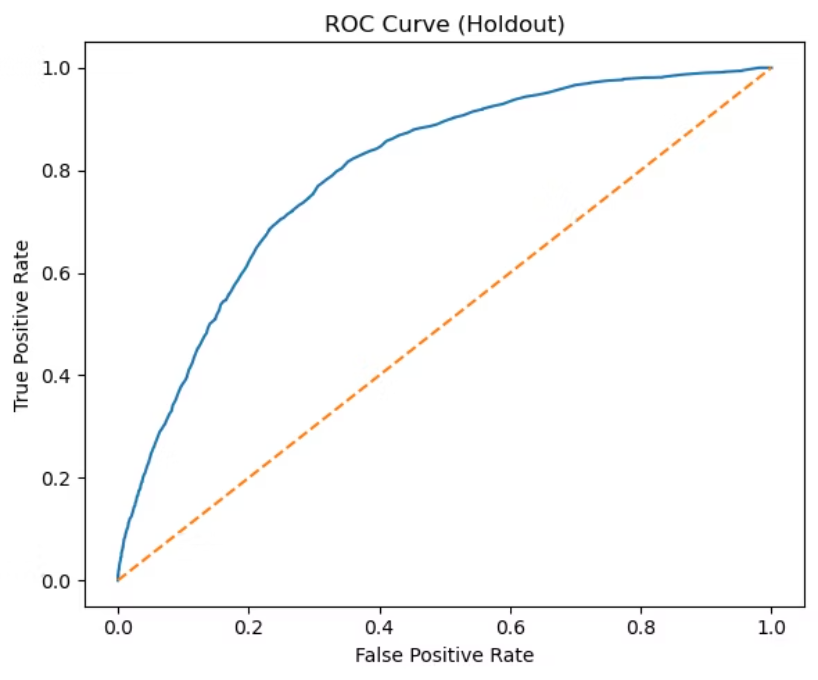 ROC Curve (Holdout)
1.0
0.8
0.6
0.4
0.2
0.0
True Positive Rate
0.0 0.2 0.4 0.6 0.8 1.0
False Positive Rate